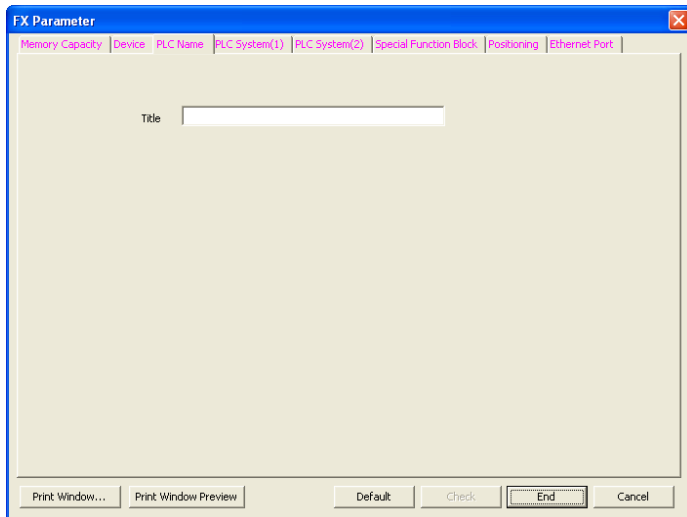 FX Parameter
Memory Capacity Device PLC Name PLC System(1) PLC System(2) Special Function Block Positioning Ethernet Port
Title
Print Window... Print Window Preview Default Check End Cancel